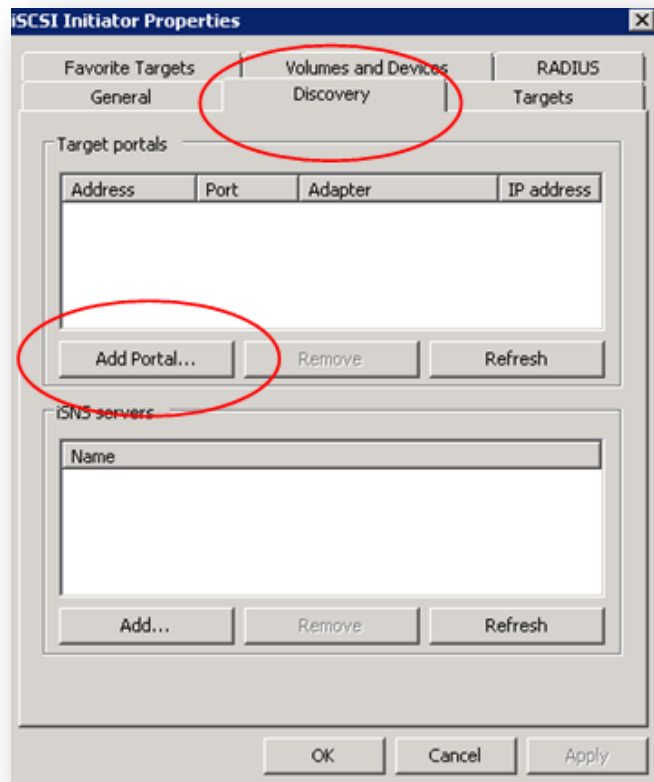 iSCSI Initiator Properties
Favorite Targets Volumes and Devices RADIUS
General Discovery Targets
Target portals
Address Port Adapter IP address
Add Portal... Remove Refresh
iSNS servers
Name
Add... Remove Refresh
OK Cancel Apply